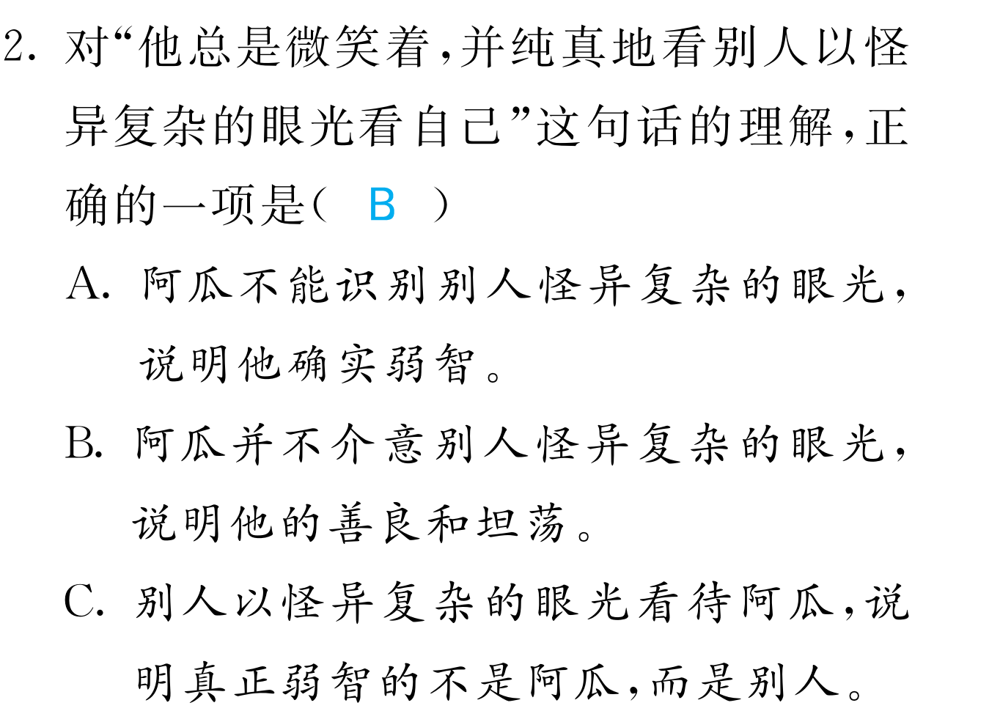 2. 对“他总是微笑着,并纯真地看别人以怪
异复杂的眼光看自己”这句话的理解,正
确的一项是( B )
A. 阿瓜不能识别别人怪异复杂的眼光,
说明他确实弱智。
B. 阿瓜并不介意别人怪异复杂的眼光,
说明他的善良和坦荡。
C. 别人以怪异复杂的眼光看待阿瓜,说
明真正弱智的不是阿瓜,而是别人。